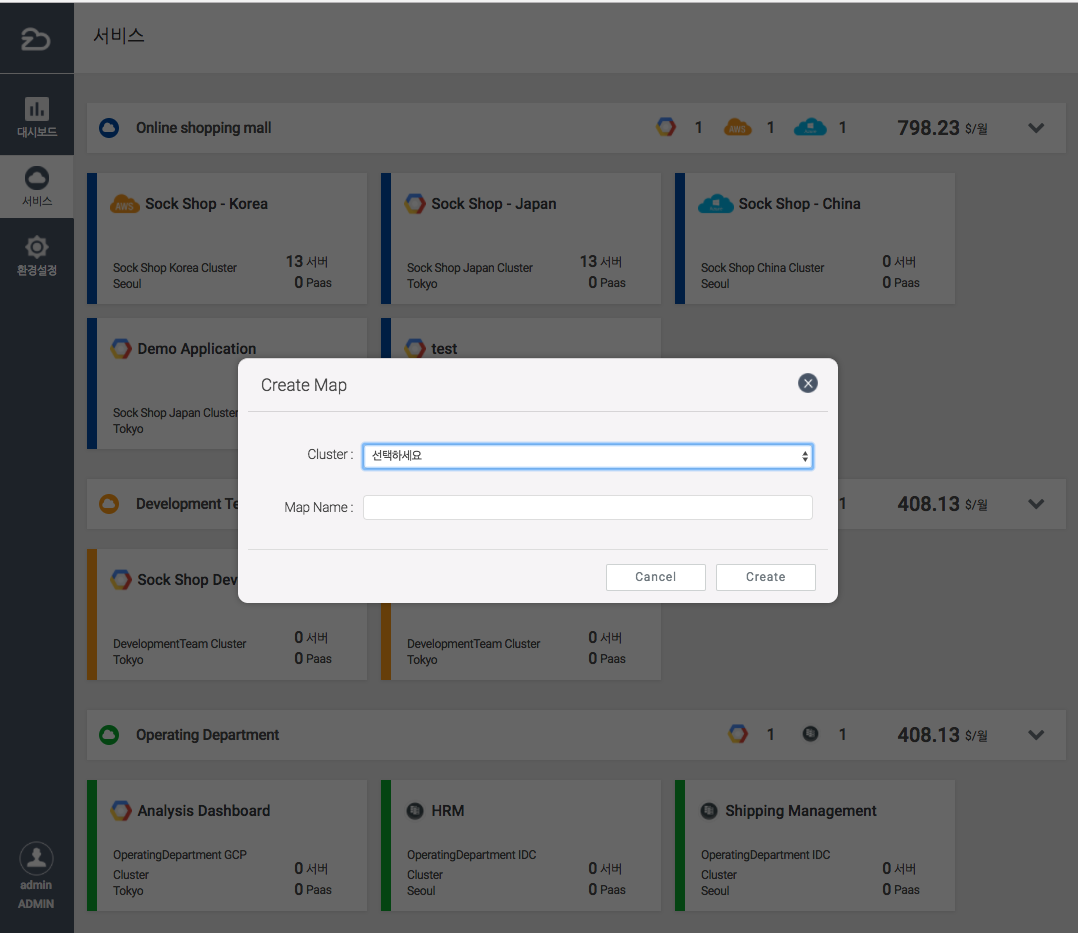 서비스
대시보드
서비스
환경설정
admin
ADMIN
Online shopping mall 1 AWS 1 1 798.23 $/월
AWS Sock Shop - Korea
Sock Shop Korea Cluster
Seoul
13 서버
0 Paas
Sock Shop - Japan
Sock Shop Japan Cluster
Tokyo
13 서버
0 Paas
Sock Shop - China
Sock Shop China Cluster
Seoul
0 서버
0 Paas
Demo Application
Sock Shop Japan Cluster
Tokyo
test
Create Map
Cluster : 선택하세요
Map Name :
Cancel Create
Development Te 1 408.13 $/월
Sock Shop Dev
DevelopmentTeam Cluster
Tokyo
0 서버
0 Paas
DevelopmentTeam Cluster
Tokyo
0 서버
0 Paas
Operating Department 1 1 408.13 $/월
Analysis Dashboard
OperatingDepartment GCP
Cluster
Tokyo
0 서버
0 Paas
HRM
OperatingDepartment IDC
Cluster
Seoul
0 서버
0 Paas
Shipping Management
OperatingDepartment IDC
Cluster
Seoul
0 서버
0 Paas